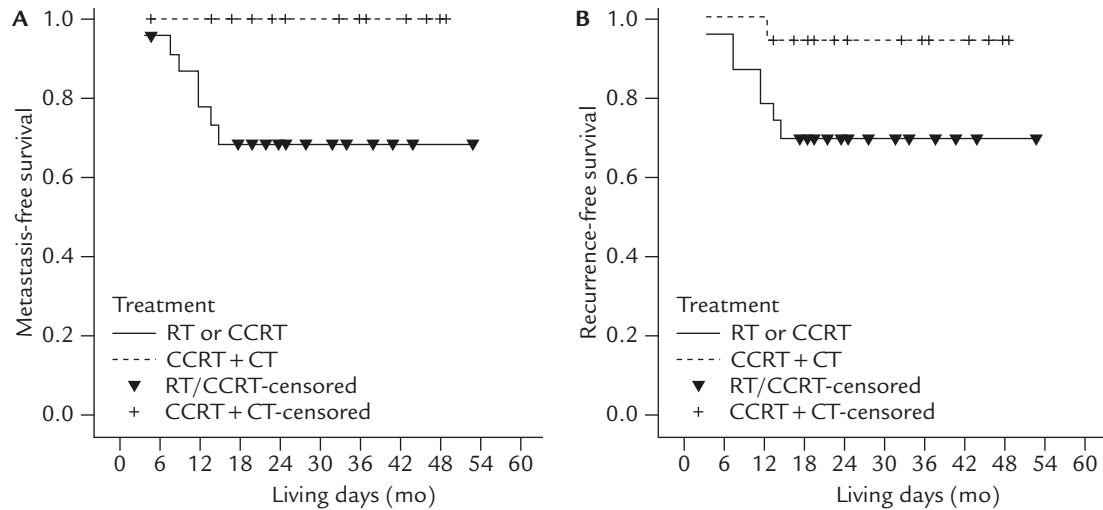 A
Metastasis-free survival
1.0
0.8
0.6
0.4
0.2
0.0
Treatment
RT or CCRT
CCRT + CT
RT/CCRT-censored
CCRT + CT-censored
0 6 12 18 24 30 36 42 48 54 60
Living days (mo)
B
Recurrence-free survival
1.0
0.8
0.6
0.4
0.2
0.0
Treatment
RT or CCRT
CCRT + CT
RT/CCRT-censored
CCRT + CT-censored
0 6 12 18 24 30 36 42 48 54 60
Living days (mo)